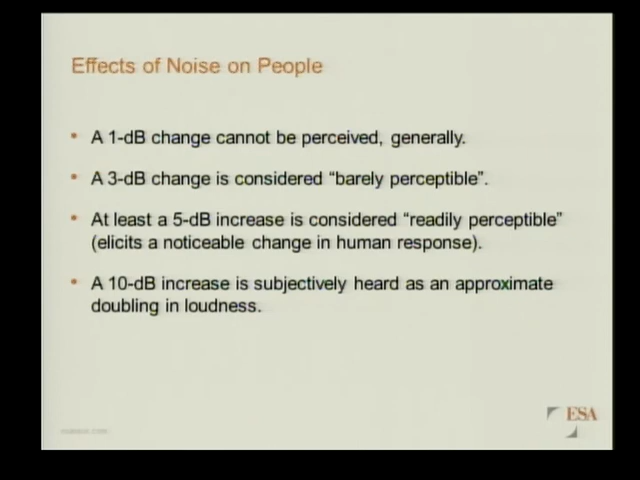 Effects of Noise on People
• A 1-dB change cannot be perceived, generally.
• A 3-dB change is considered “barely perceptible”.
• At least a 5-dB increase is considered “readily perceptible”
(elicits a noticeable change in human response).
• A 10-dB increase is subjectively heard as an approximate
doubling in loudness.
ESA